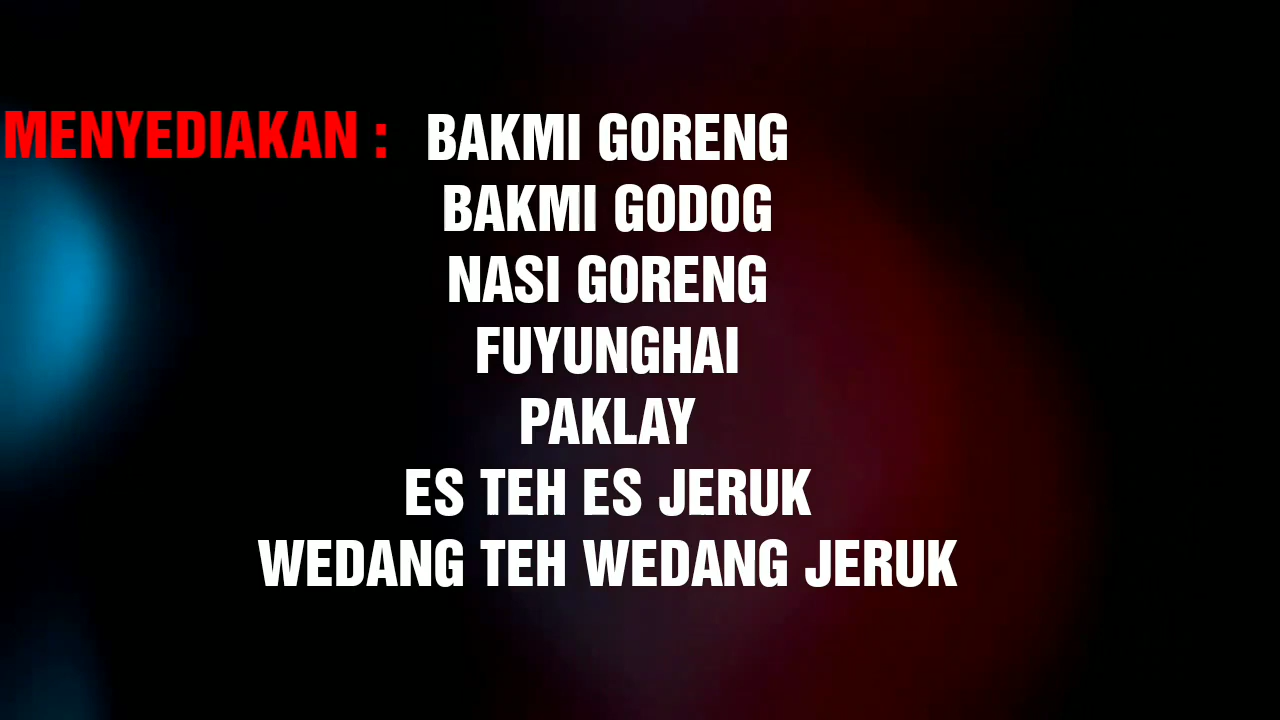 MENYEDIAKAN : BAKMI GORENG
BAKMI GODOG
NASI GORENG
FUYUNGHAI
PAKLAY
ES TEH ES JERUK
WEDANG TEH WEDANG JERUK